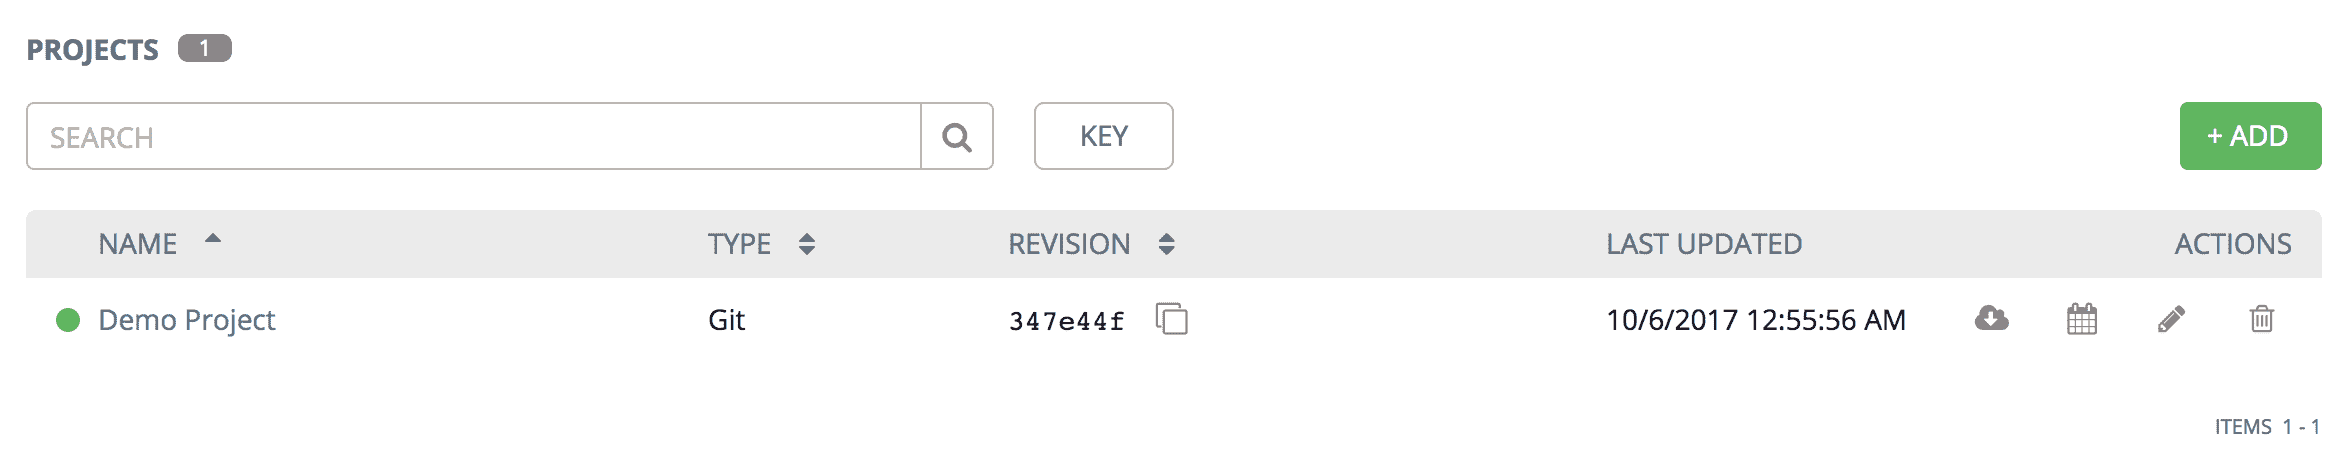 PROJECTS 1
SEARCH KEY + ADD
NAME TYPE REVISION LAST UPDATED ACTIONS
Demo Project Git 347e44f 10/6/2017 12:55:56 AM
ITEMS 1 - 1